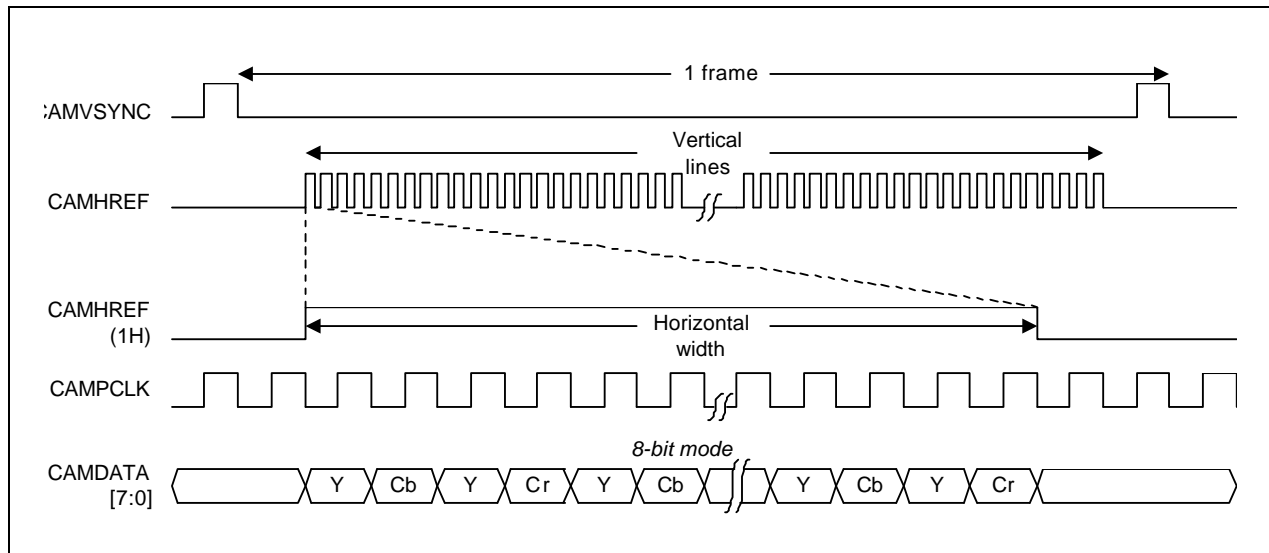 1 frame
CAMVSYNC
Vertical
lines
CAMHREF
CAMHREF
(1H)
Horizontal
width
CAMPCLK
8-bit mode
CAMDATA
[7:0]
Y Cb Y Cr Y Cb Y Cb Y Cr